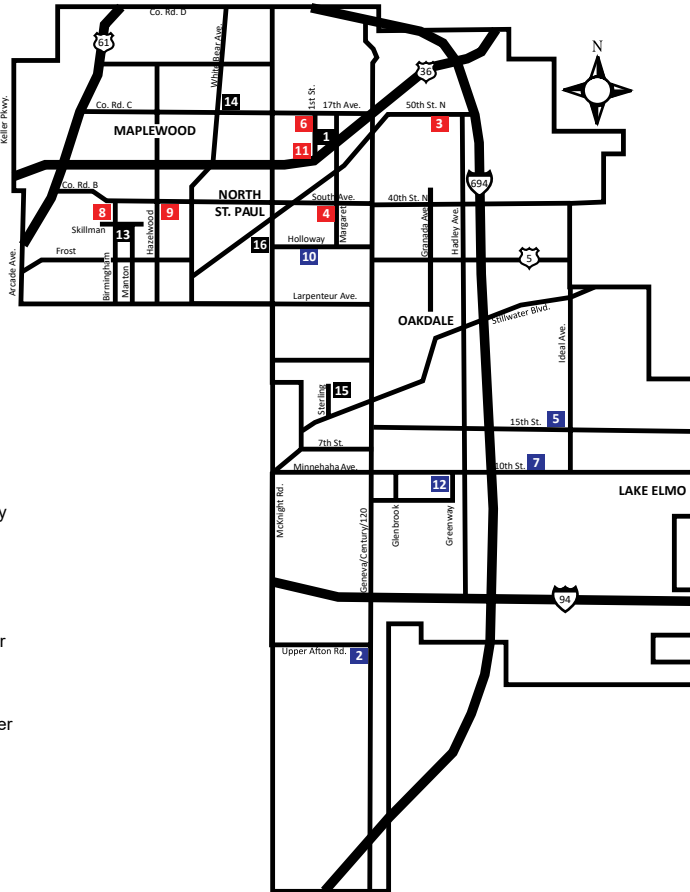 Co. Rd. D
61
White Bear Ave.
36
N
Keller Pkwy.
Co. Rd. C
14
1st St.
17th Ave.
50th St. N
6
3
MAPLEWOOD
1
11
694
Co. Rd. B
NORTH
ST. PAUL
South Ave.
40th St. N
8
9
4
Margaret
Granada Ave.
Hadley Ave.
Skillman
13
Hazelwood
16
Holloway
Frost
10
5
Arcade Ave.
Birmingham
Manton
Larpenteur Ave.
OAKDALE
Stillwater Blvd.
Ideal Ave.
Sterling
15
15th St.
5
7th St.
Minnehaha Ave.
10th St.
7
12
LAKE ELMO
McKnight Rd.
Geneva/Century/120
Glenbrook
Greenway
y
94
r
Upper Afton Rd.
2
er